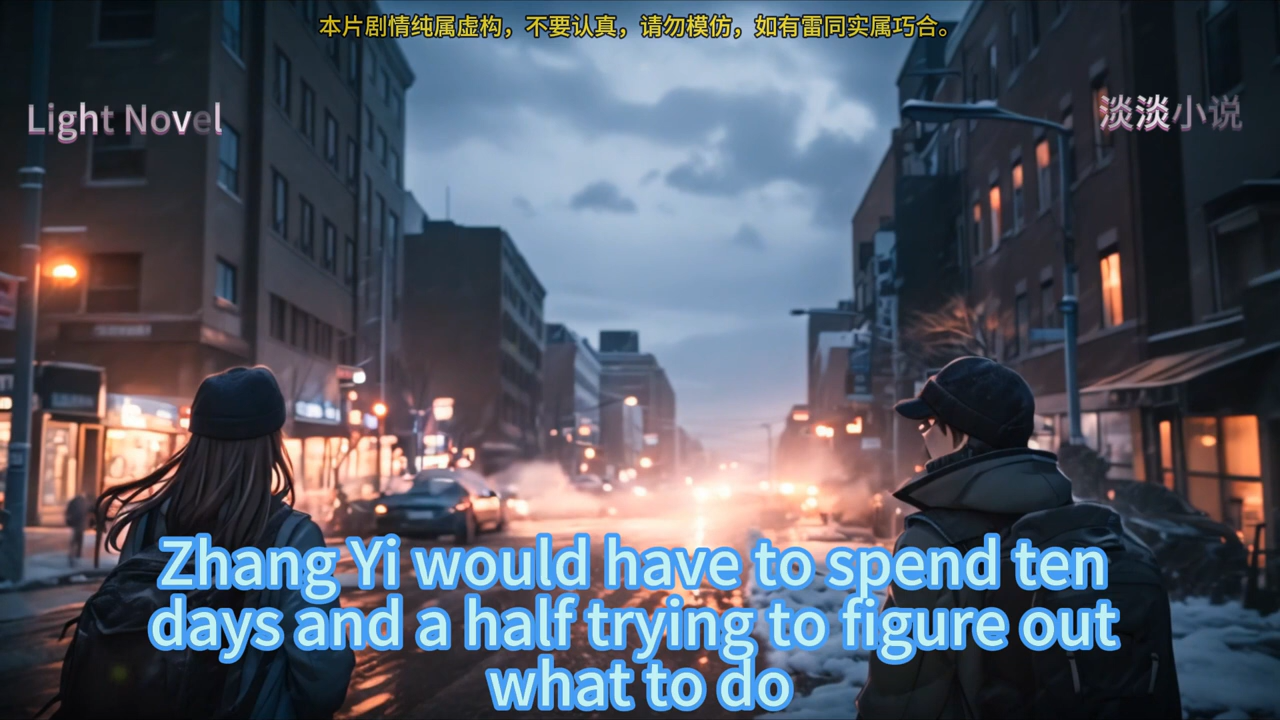 本片剧情纯属虚构，不要认真，请勿模仿，如有雷同实属巧合。
Light Novel
淡淡小说
Zhang Yi would have to spend ten
days and a half trying to figure out
what to do